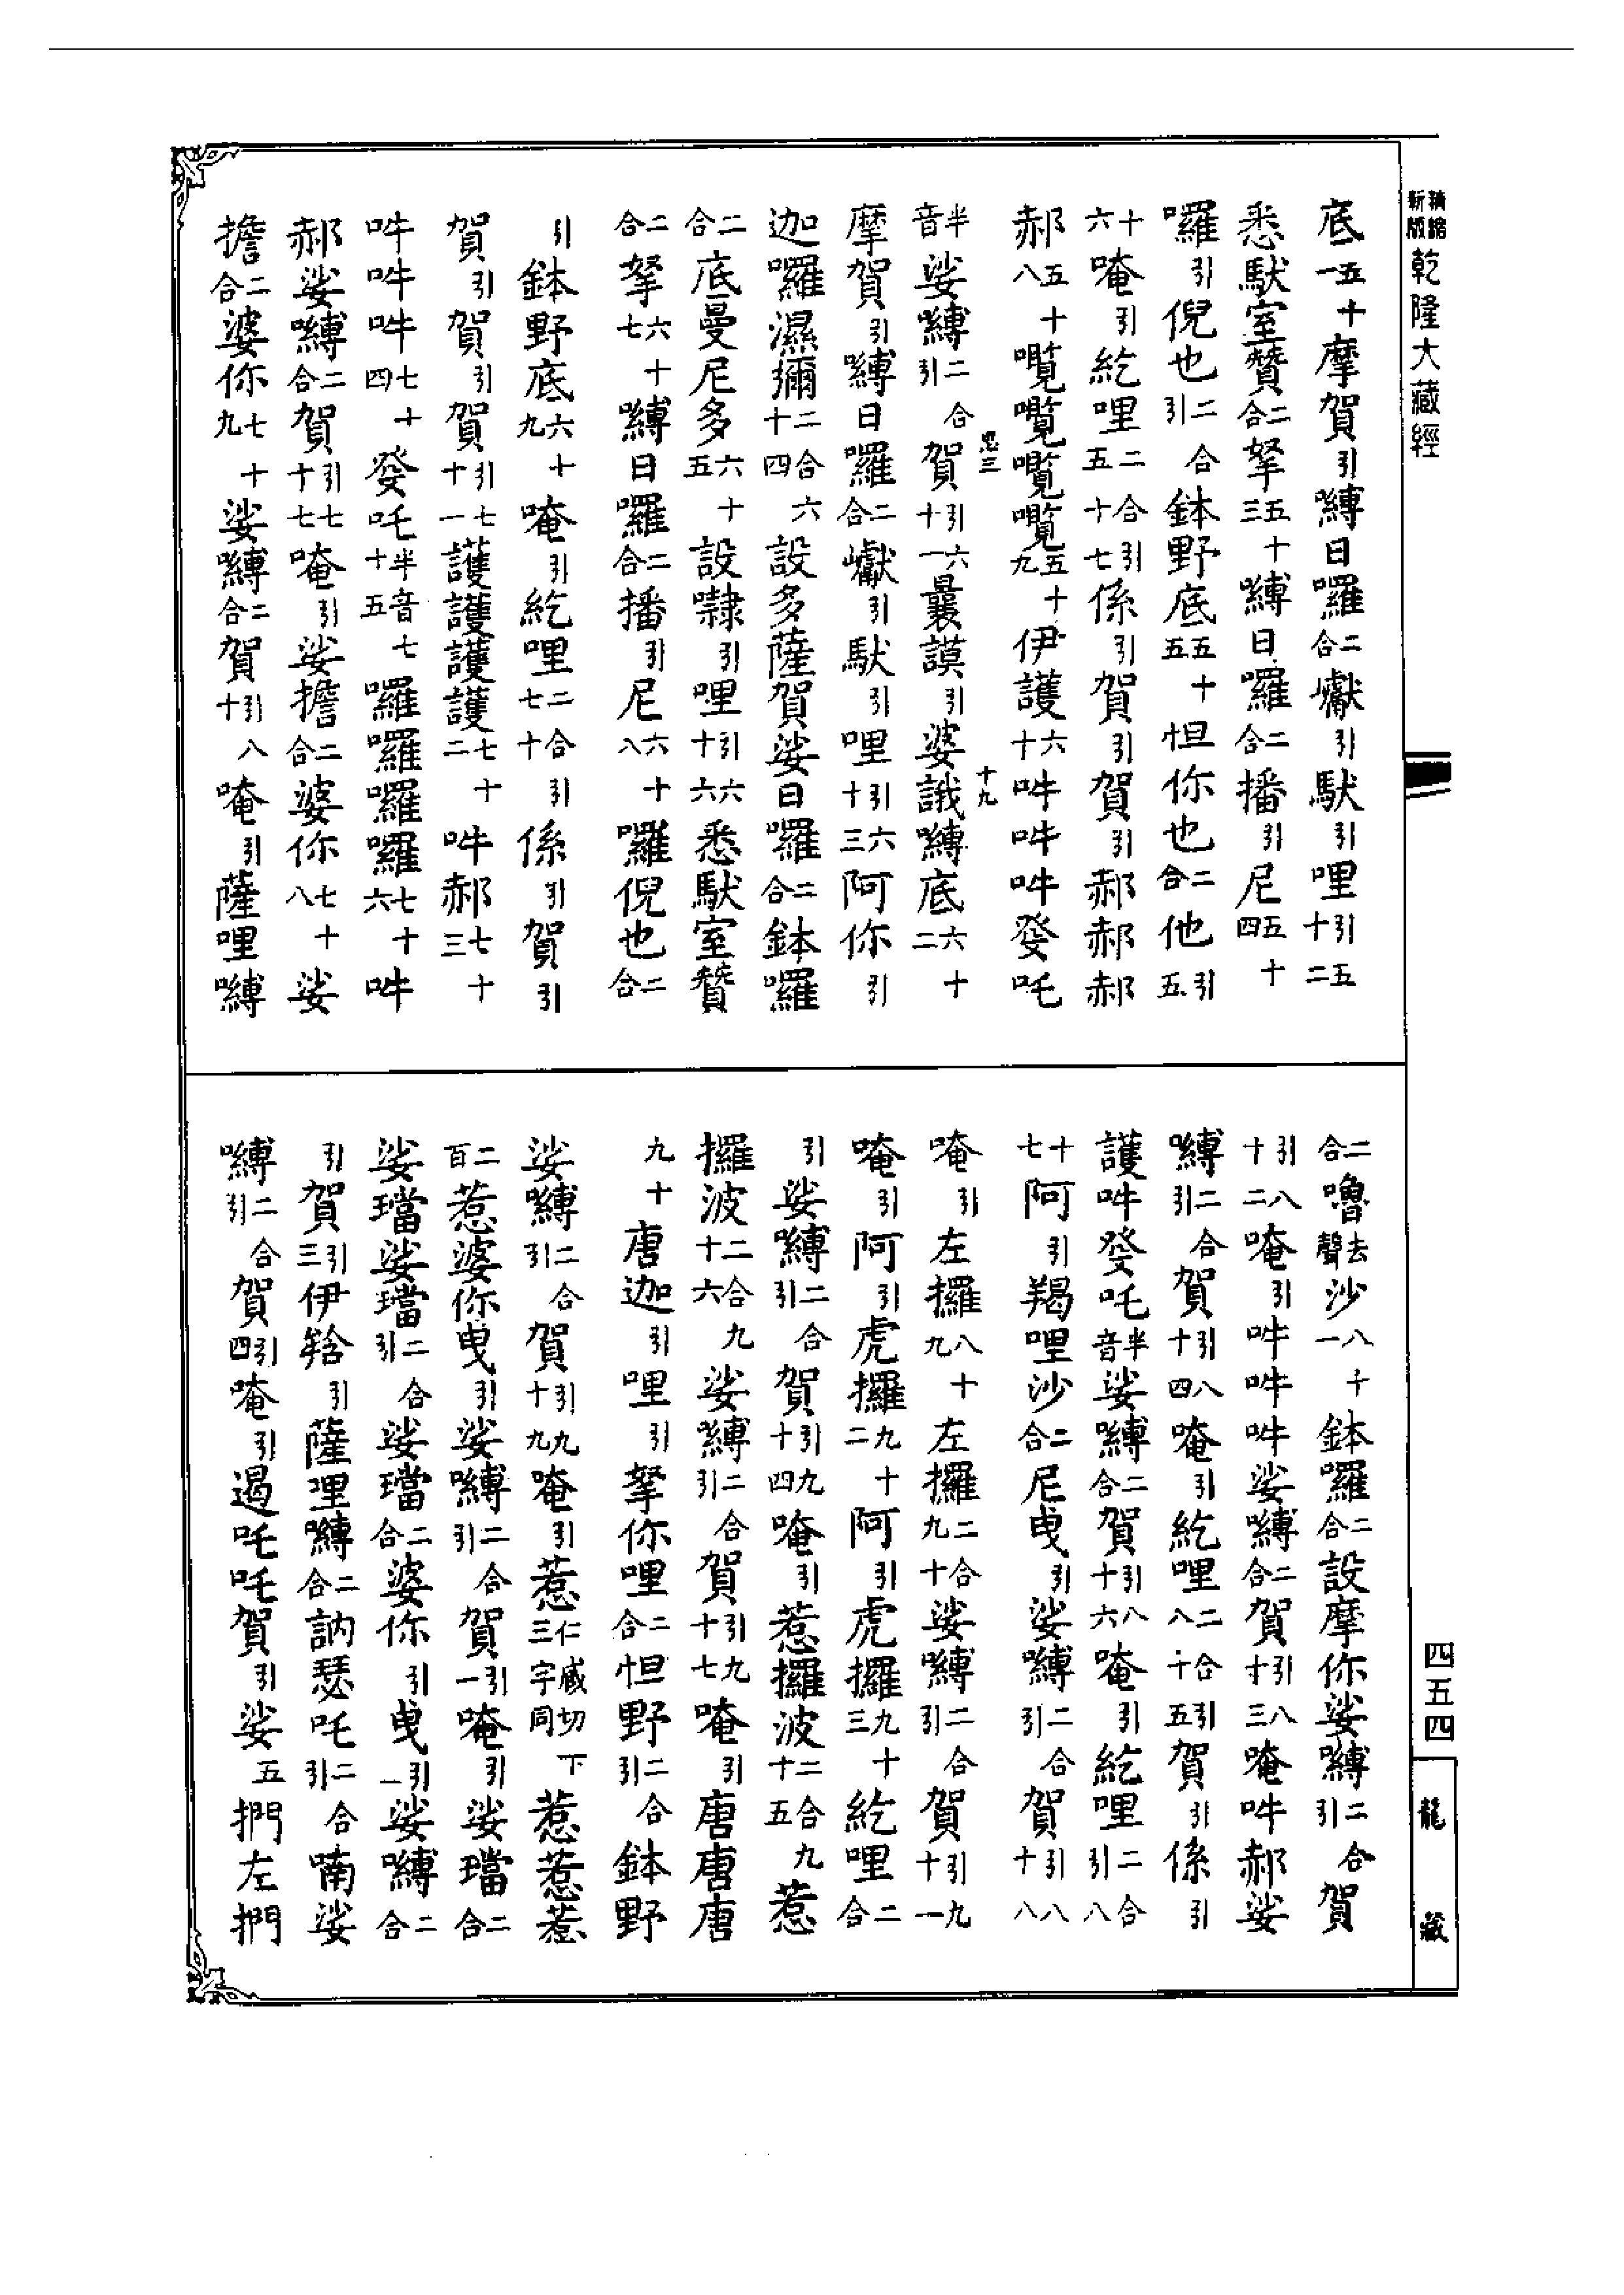 乾隆大藏經
底五十一摩賀引嚩日囉二合巘引馱引哩引五十二
悉馱室贊二合拏五十三嚩日囉二合播引尼五十四
囉引倪也二合引鉢野底五十五怛你也二合他引五
十六唵引紇哩二合引五十七係引賀引賀引郝郝郝
郝五十八囕囕囕囕五十九伊護六十吽吽吽癹吒
十九
半音娑嚩二合引賀引六十一曩謨引婆誐嚩底六十二
摩賀引嚩日囉二合巘引馱引哩引六十三阿你引
迦囉濕彌二合六十四設多薩賀娑日囉二合鉢囉
二合底曼尼多六十五設㘑引哩引六十六悉馱室贊
二合拏六十七嚩日囉二合播引尼六十八囉倪也二合
引鉢野底六十九唵引紇哩二合引七十係引賀引
賀引賀引賀引七十一護護護護七十二吽郝七十三
吽吽吽七十四癹吒半音七十五囉囉囉七十六吽
郝娑嚩二合賀引七十七唵引娑擔二合婆你七十八娑
擔二合婆你七十九娑嚩二合賀引八十唵引薩哩嚩
二合嚕去聲沙八十一鉢囉二合設摩你娑嚩二合引賀
引八十二唵引吽吽吽娑嚩二合賀引八十三唵吽郝娑
嚩二合引賀引八十四唵引紇哩二合引八十五賀引係引
護吽癹吒半音娑嚩二合賀引八十六唵引紇哩二合引八
十七阿引羯哩沙二合尼曳引娑嚩二合引賀引八十八
唵引左攞八十九左攞二合九十娑嚩二合引賀引九十一
唵引阿引虎攞九十二阿引虎攞九十三紇哩二合
引娑嚩二合引賀引九十四唵引惹攞波二合九十五惹
攞波二合九十六娑嚩二合引賀引九十七唵引唐唐唐
九十唐迦引哩引拏你哩二合怛野二合引鉢野
娑嚩二合引賀引九十九唵引惹仁咸切下三字同惹惹惹
二百惹婆你曳引娑嚩二合引賀引一唵引娑璫二合
娑璫娑璫二合引娑璫二合婆你引曳引一娑嚩二合
引賀引三伊引薩哩嚩二合訥瑟吒二合引喃娑
嚩二合引賀引四唵引遏吒吒賀引娑五捫左捫
四五四
龍藏